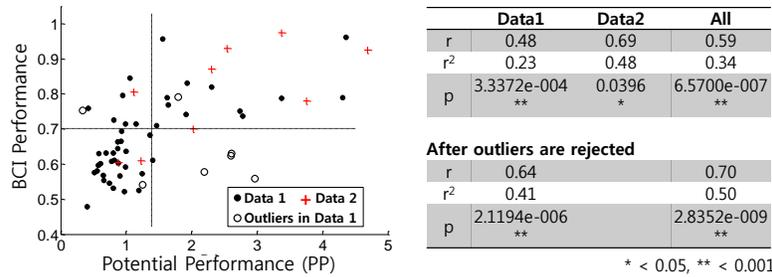 BCI Performance
1
0.9
0.8
0.7
0.6
0.5
0.4
0 1 2 3 4 5
Potential Performance (PP)
Data 1 Data 2
Outliers in Data 1
Data1 Data2 All
r 0.48 0.69 0.59
r² 0.23 0.48 0.34
p 3.3372e-004 0.0396 6.5700e-007
** * **
After outliers are rejected
r 0.64 0.70
r² 0.41 0.50
p 2.1194e-006 2.8352e-009
** **
* < 0.05, ** < 0.001